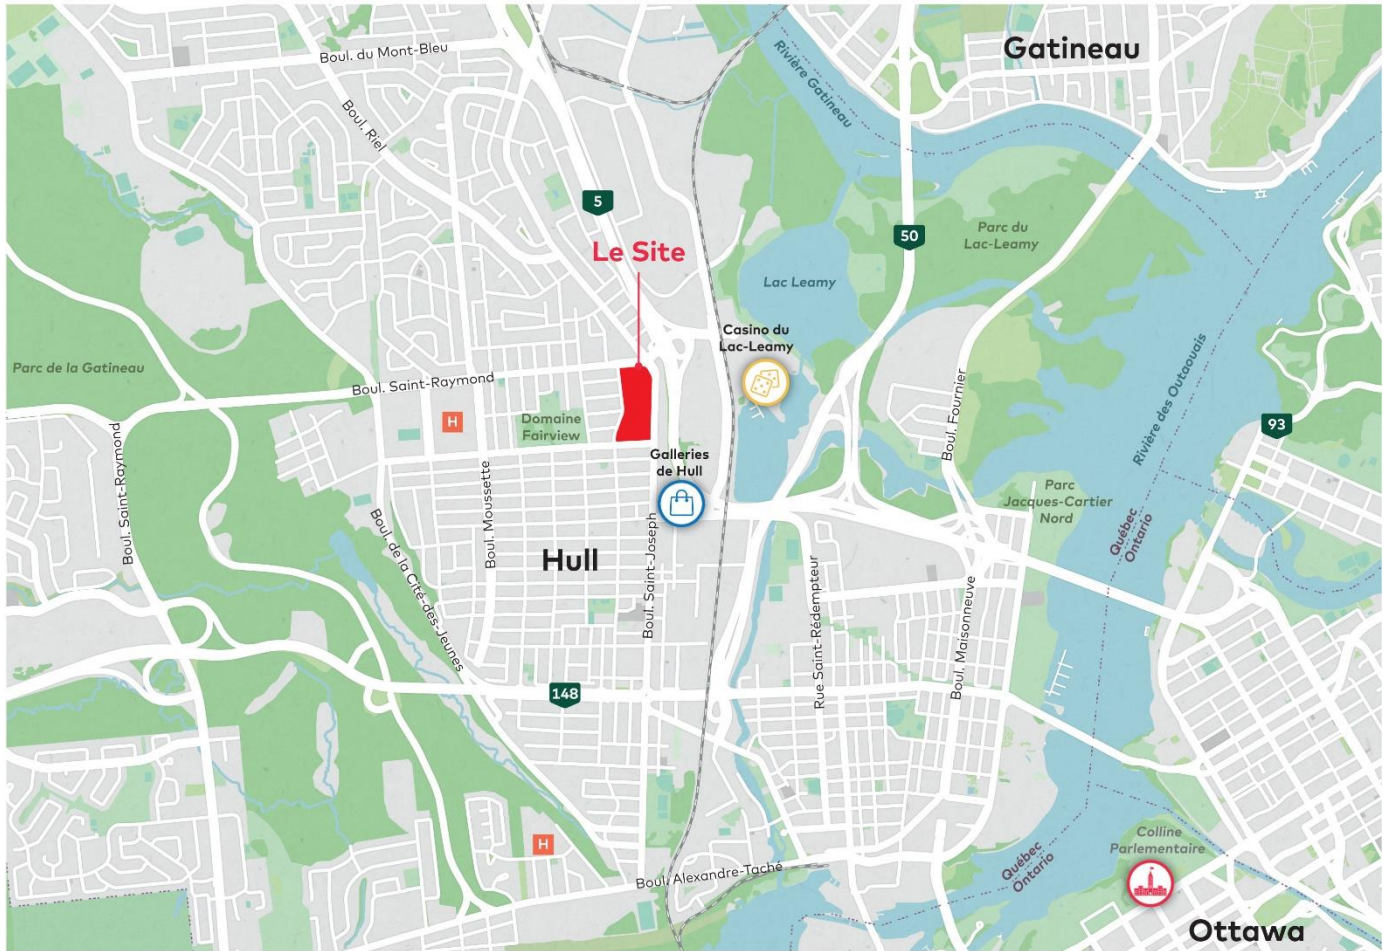 Boul. du Mont-Bleu
Gatineau
Rivière Gatineau
Boul. Riel
5
Le Site
50
Parc du
Lac-Leamy
Lac Leamy
Casino du
Lac-Leamy
Parc de la Gatineau
Boul. Saint-Raymond
Boul. Fournier
Rivière des Outaouais
H
Domaine
Fairview
93
Boul. Saint-Raymond
Galleries
de Hull
Boul. Moussette
Parc
Jacques-Cartier
Nord
Québec
Ontario
Boul. de la Cité-des-Jeunes
Hull
Boul. Saint-Joseph
Rue Saint-Rédempteur
Boul. Maisonneuve
148
H
Boul. Alexandre-Taché
Québec
Ontario
Colline
Parlementaire
Ottawa